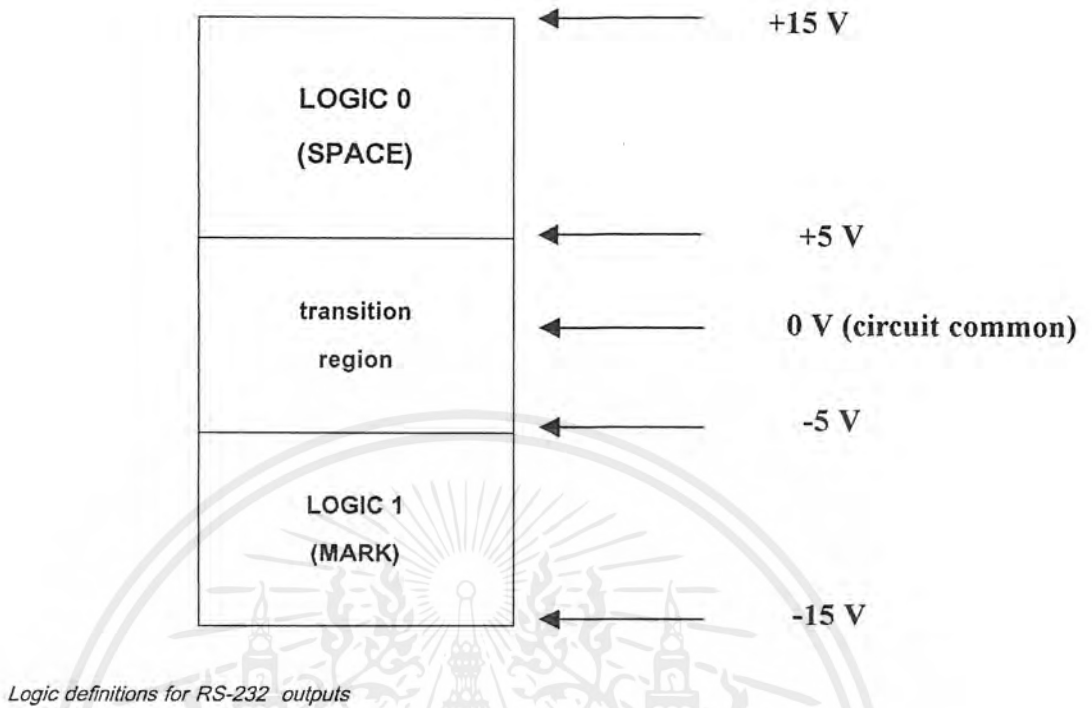 +15 V
LOGIC 0
(SPACE)
+5 V
transition
region
0 V (circuit common)
-5 V
LOGIC 1
(MARK)
-15 V
Logic definitions for RS-232 outputs